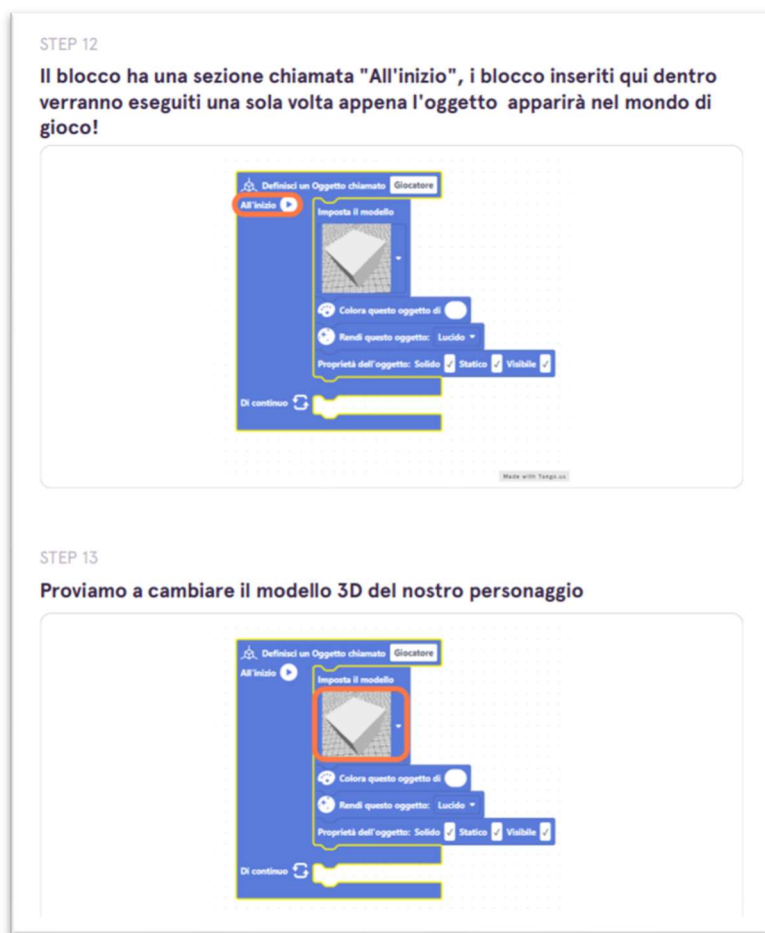 STEP 12
Il blocco ha una sezione chiamata "All'inizio", i blocco inseriti qui dentro
verranno eseguiti una sola volta appena l'oggetto apparirà nel mondo di
gioco!
Definisci un Oggetto chiamato Giocatore
All'inizio
Imposta il modello
Colora questo oggetto di
Rendi questo oggetto: Lucido
Proprietà dell'oggetto: Solido Statico Visibile
Di continuo
Made with Tango.us
STEP 13
Proviamo a cambiare il modello 3D del nostro personaggio
Definisci un Oggetto chiamato Giocatore
All'inizio
Imposta il modello
Colora questo oggetto di
Rendi questo oggetto: Lucido
Proprietà dell'oggetto: Solido Statico Visibile
Di continuo